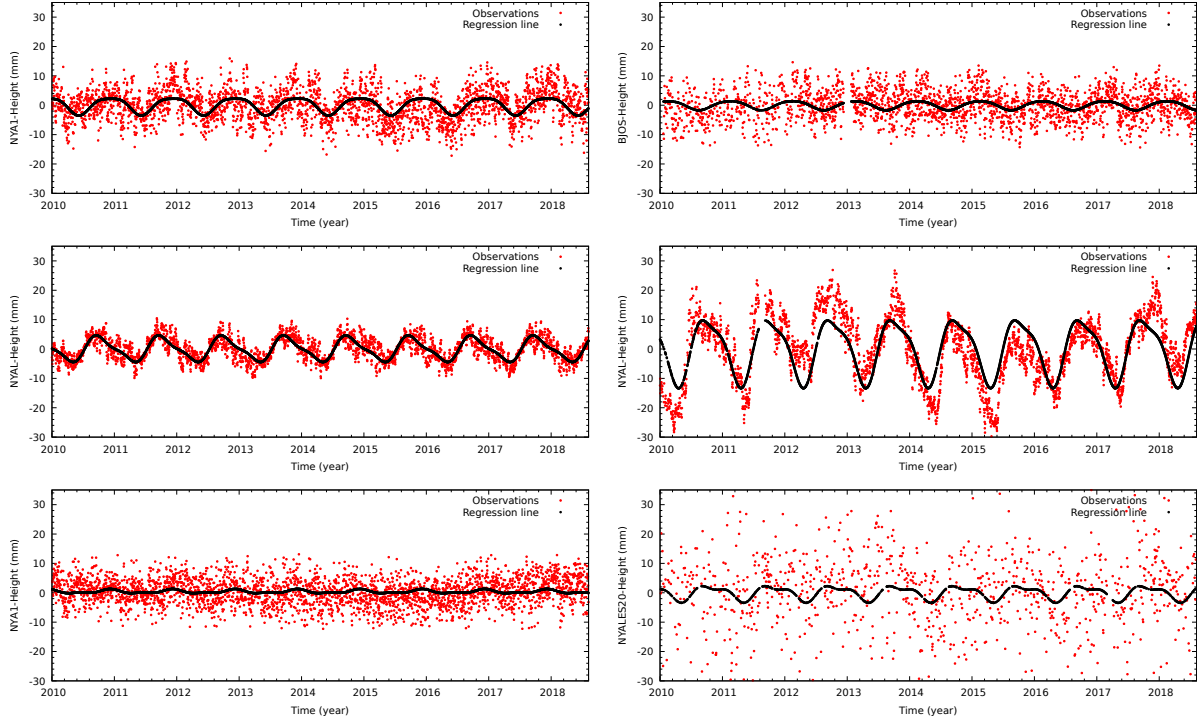 NYA1-Height (mm)
30
20
10
0
-10
-20
-30
Observations
Regression line
2010 2011 2012 2013 2014 2015 2016 2017 2018
Time (year)
BJOS-Height (mm)
30
20
10
0
-10
-20
-30
Observations
Regression line
2010 2011 2012 2013 2014 2015 2016 2017 2018
Time (year)
NYAL-Height (mm)
30
20
10
0
-10
-20
-30
Observations
Regression line
2010 2011 2012 2013 2014 2015 2016 2017 2018
Time (year)
NYAL-Height (mm)
30
20
10
0
-10
-20
-30
Observations
Regression line
2010 2011 2012 2013 2014 2015 2016 2017 2018
Time (year)
NYA1-Height (mm)
30
20
10
0
-10
-20
-30
Observations
Regression line
2010 2011 2012 2013 2014 2015 2016 2017 2018
Time (year)
NYALES20-Height (mm)
30
20
10
0
-10
-20
-30
Observations
Regression line
2010 2011 2012 2013 2014 2015 2016 2017 2018
Time (year)